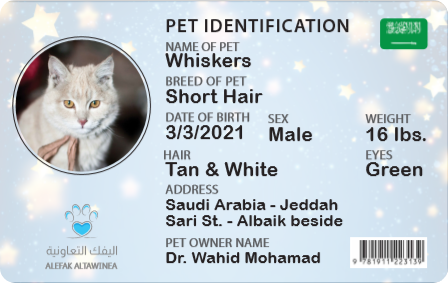 PET IDENTIFICATION
NAME OF PET
Whiskers
BREED OF PET
Short Hair
DATE OF BIRTH SEX WEIGHT
3/3/2021 Male 16 lbs.
HAIR EYES
Tan & White Green
ADDRESS
Saudi Arabia - Jeddah
Sari St. - Albaik beside
PET OWNER NAME
Dr. Wahid Mohamad
اليفك التعاونية
ALEFAK ALTAWINEA
9 781911 223139